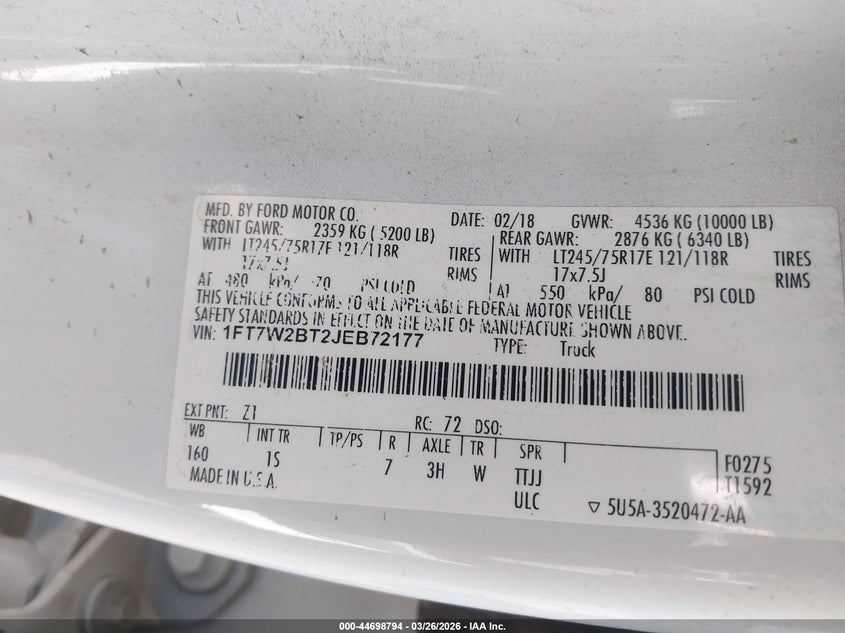 MFD. BY FORD MOTOR CO. DATE: 02/18 GVWR: 4536 KG (10000 LB)
FRONT GAWR: 2359 KG ( 5200 LB) REAR GAWR: 2876 KG ( 6340 LB)
WITH LT245/75R17E 121/118R TIRES WITH LT245/75R17E 121/118R TIRES
17x7.5J RIMS 17x7.5J RIMS
AT 480 kPa/ 70 PSI COLD AT 550 kPa/ 80 PSI COLD
THIS VEHICLE CONFORMS TO ALL APPLICABLE FEDERAL MOTOR VEHICLE
SAFETY STANDARDS IN EFFECT ON THE DATE OF MANUFACTURE SHOWN ABOVE.
VIN: 1FT7W2BT2JEB72177 TYPE: Truck
EXT PNT: Z1 RC: 72 DSO:
WB INT TR TP/PS R AXLE TR SPR
160 1S 7 3H W TTJJ F0275
MADE IN U.S.A. ULC T1592
5U5A-3520472-AA
000-44698794 - 03/26/2026 - IAA Inc.